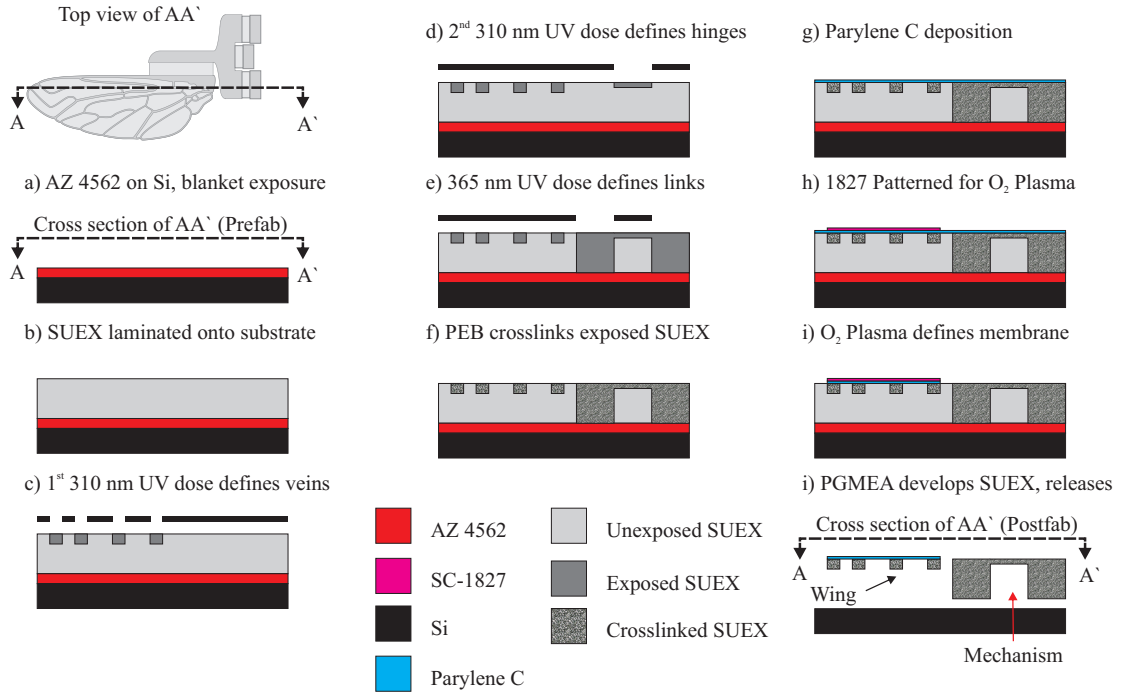 Top view of AA`
A
A`
a) AZ 4562 on Si, blanket exposure
Cross section of AA` (Prefab)
A
A`
b) SUEX laminated onto substrate
c) 1st 310 nm UV dose defines veins
d) 2nd 310 nm UV dose defines hinges
e) 365 nm UV dose defines links
f) PEB crosslinks exposed SUEX
AZ 4562
SC-1827
Si
Parylene C
Unexposed SUEX
Exposed SUEX
Crosslinked SUEX
g) Parylene C deposition
h) 1827 Patterned for O2 Plasma
i) O2 Plasma defines membrane
i) PGMEA develops SUEX, releases
Cross section of AA` (Postfab)
A
A`
Wing
Mechanism